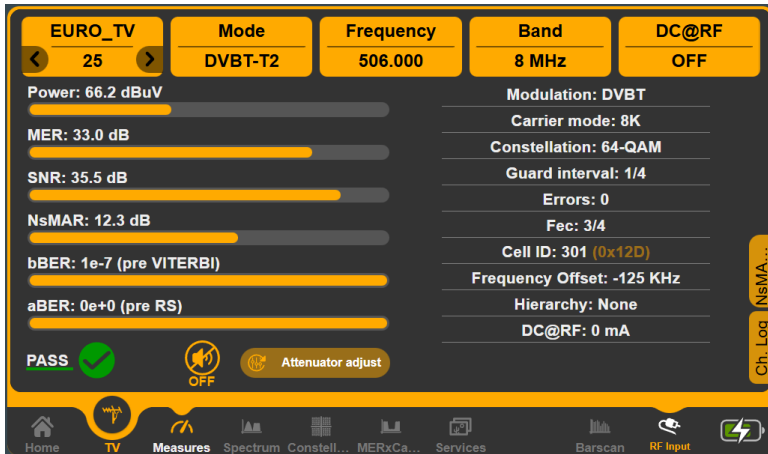 EURO_TV
25
Mode
DVBT-T2
Frequency
506.000
Band
8 MHz
DC@RF
OFF
Power: 66.2 dBuV
MER: 33.0 dB
SNR: 35.5 dB
NsMAR: 12.3 dB
bBER: 1e-7 (pre VITERBI)
aBER: 0e+0 (pre RS)
PASS
OFF
Attenuator adjust
Modulation: DVBT
Carrier mode: 8K
Constellation: 64-QAM
Guard interval: 1/4
Errors: 0
Fec: 3/4
Cell ID: 301 (0x12D)
Frequency Offset: -125 KHz
Hierarchy: None
DC@RF: 0 mA
NsMA...
Ch. Log
Home
TV
Measures
Spectrum
Constell...
MERxCa...
Services
Barscan
RF Input